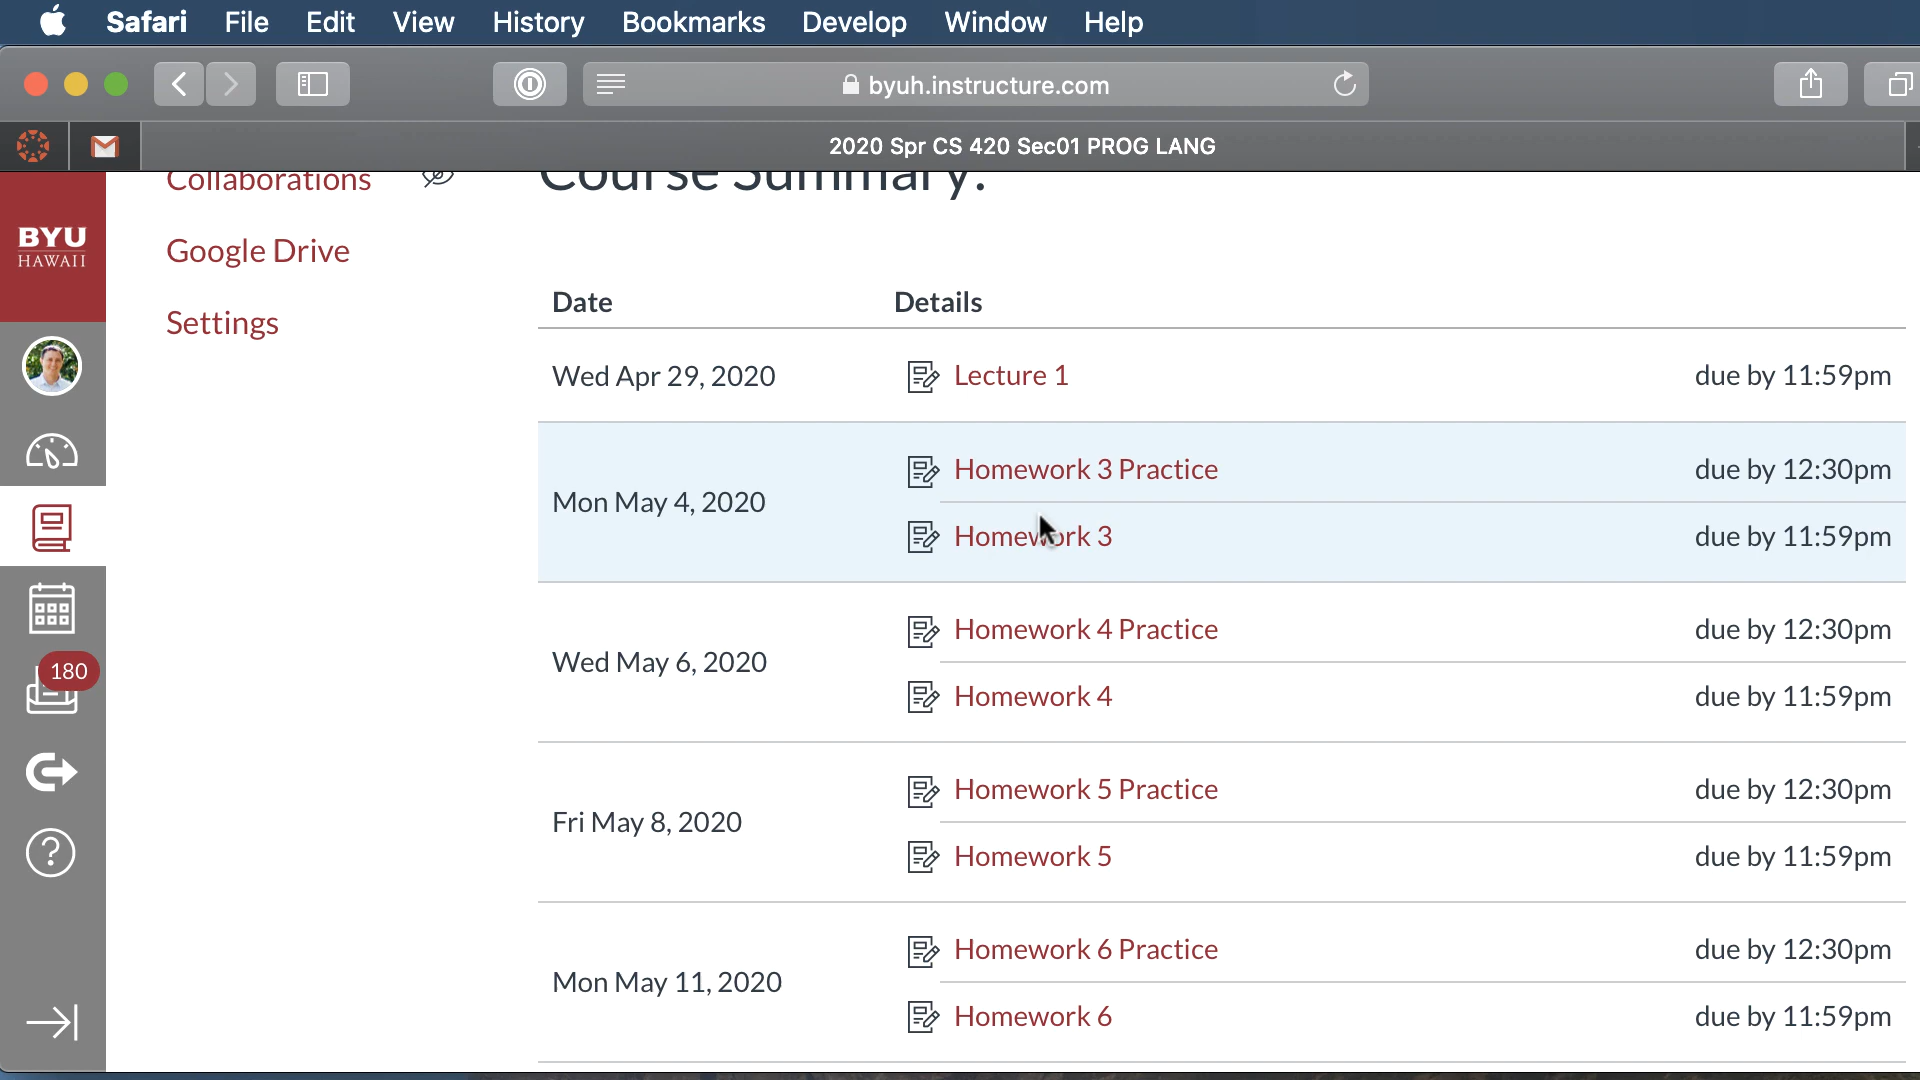 Safari File Edit View History Bookmarks Develop Window Help
byuh.instructure.com
2020 Spr CS 420 Sec01 PROG LANG
Collaborations
Course Summary:
BYU
HAWAII
Google Drive
Settings
Date Details
Wed Apr 29, 2020 Lecture 1 due by 11:59pm
Mon May 4, 2020
Homework 3 Practice due by 12:30pm
Homework 3 due by 11:59pm
Wed May 6, 2020
Homework 4 Practice due by 12:30pm
Homework 4 due by 11:59pm
180
Fri May 8, 2020
Homework 5 Practice due by 12:30pm
Homework 5 due by 11:59pm
Mon May 11, 2020
Homework 6 Practice due by 12:30pm
Homework 6 due by 11:59pm